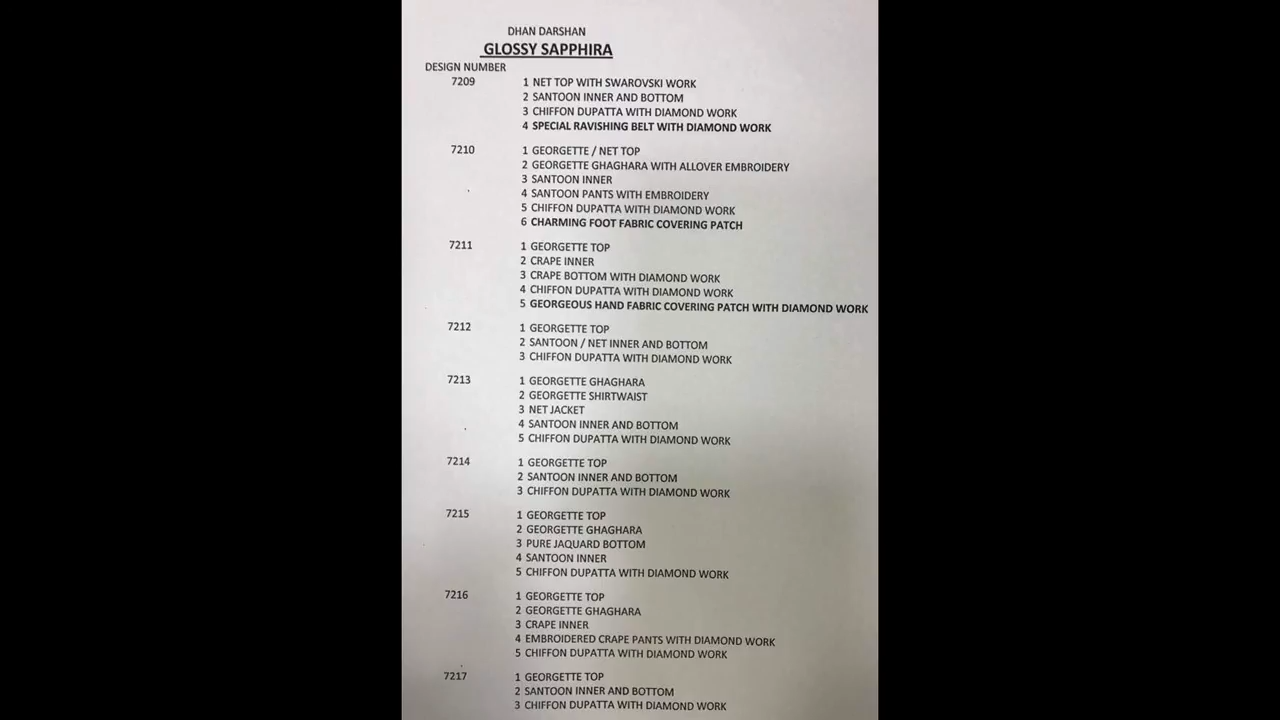 DHAN DARSHAN
GLOSSY SAPPHIRA
DESIGN NUMBER
7209 1 NET TOP WITH SWAROVSKI WORK
2 SANTOON INNER AND BOTTOM
3 CHIFFON DUPATTA WITH DIAMOND WORK
4 SPECIAL RAVISHING BELT WITH DIAMOND WORK
7210 1 GEORGETTE / NET TOP
2 GEORGETTE GHAGHARA WITH ALLOVER EMBROIDERY
3 SANTOON INNER
4 SANTOON PANTS WITH EMBROIDERY
5 CHIFFON DUPATTA WITH DIAMOND WORK
6 CHARMING FOOT FABRIC COVERING PATCH
7211 1 GEORGETTE TOP
2 CRAPE INNER
3 CRAPE BOTTOM WITH DIAMOND WORK
4 CHIFFON DUPATTA WITH DIAMOND WORK
5 GEORGEOUS HAND FABRIC COVERING PATCH WITH DIAMOND WORK
7212 1 GEORGETTE TOP
2 SANTOON / NET INNER AND BOTTOM
3 CHIFFON DUPATTA WITH DIAMOND WORK
7213 1 GEORGETTE GHAGHARA
2 GEORGETTE SHIRTWAIST
3 NET JACKET
4 SANTOON INNER AND BOTTOM
5 CHIFFON DUPATTA WITH DIAMOND WORK
7214 1 GEORGETTE TOP
2 SANTOON INNER AND BOTTOM
3 CHIFFON DUPATTA WITH DIAMOND WORK
7215 1 GEORGETTE TOP
2 GEORGETTE GHAGHARA
3 PURE JAQUARD BOTTOM
4 SANTOON INNER
5 CHIFFON DUPATTA WITH DIAMOND WORK
7216 1 GEORGETTE TOP
2 GEORGETTE GHAGHARA
3 CRAPE INNER
4 EMBROIDERED CRAPE PANTS WITH DIAMOND WORK
5 CHIFFON DUPATTA WITH DIAMOND WORK
7217 1 GEORGETTE TOP
2 SANTOON INNER AND BOTTOM
3 CHIFFON DUPATTA WITH DIAMOND WORK